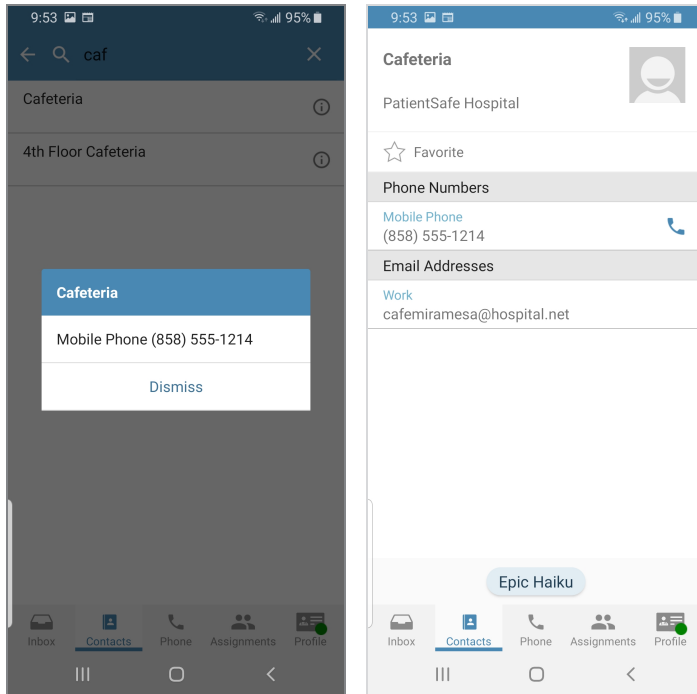 9:53
95%
caf
Cafeteria
4th Floor Cafeteria
Cafeteria
Mobile Phone (858) 555-1214
Dismiss
Inbox
Contacts
Phone
Assignments
Profile
9:53
95%
Cafeteria
PatientSafe Hospital
Favorite
Phone Numbers
Mobile Phone
(858) 555-1214
Email Addresses
Work
cafemiramesa@hospital.net
Epic Haiku
Inbox
Contacts
Phone
Assignments
Profile